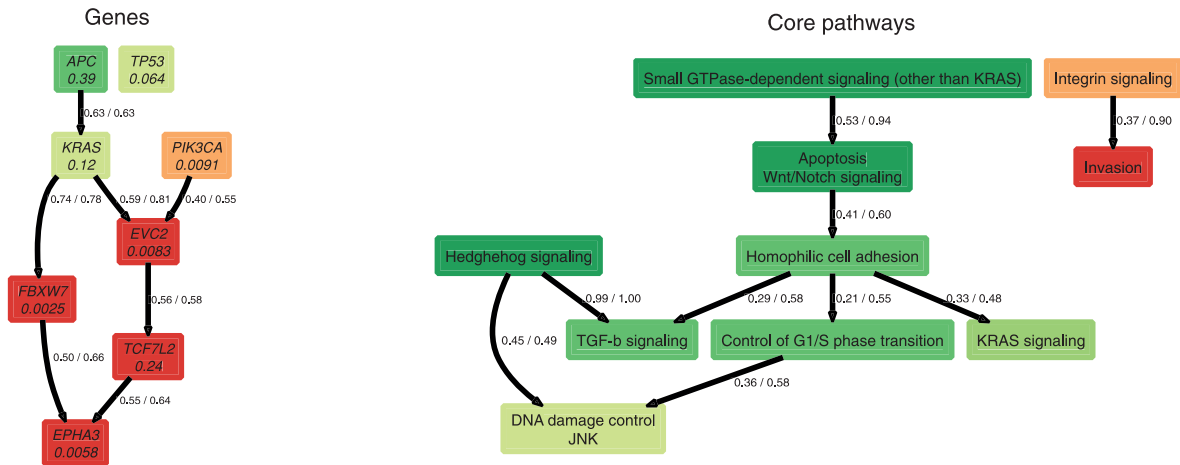 Genes
APC
0.39
TP53
0.064
0.63 / 0.63
KRAS
0.12
PIK3CA
0.0091
0.74 / 0.78
0.59 / 0.81
0.40 / 0.55
EVC2
0.0083
FBXW7
0.0025
0.56 / 0.58
0.50 / 0.66
TCF7L2
0.24
0.55 / 0.64
EPHA3
0.0058
Core pathways
Small GTPase-dependent signaling (other than KRAS)
Integrin signaling
0.53 / 0.94
0.37 / 0.90
Apoptosis
Wnt/Notch signaling
Invasion
0.41 / 0.60
Hedghehog signaling
Homophilic cell adhesion
0.99 / 1.00
0.29 / 0.58
0.21 / 0.55
0.33 / 0.48
0.45 / 0.49
TGF-b signaling
Control of G1/S phase transition
KRAS signaling
0.36 / 0.58
DNA damage control
JNK